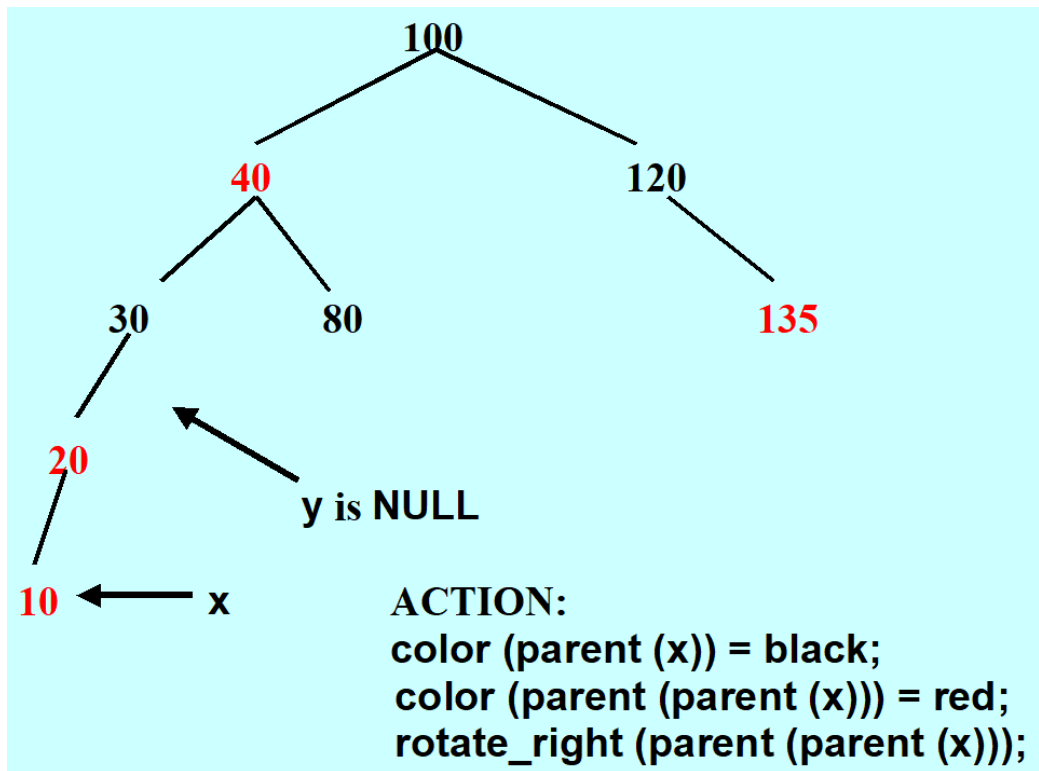 100
40
120
30
80
135
20
y is NULL
10
x
ACTION:
color (parent (x)) = black;
color (parent (parent (x))) = red;
rotate_right (parent (parent (x)));